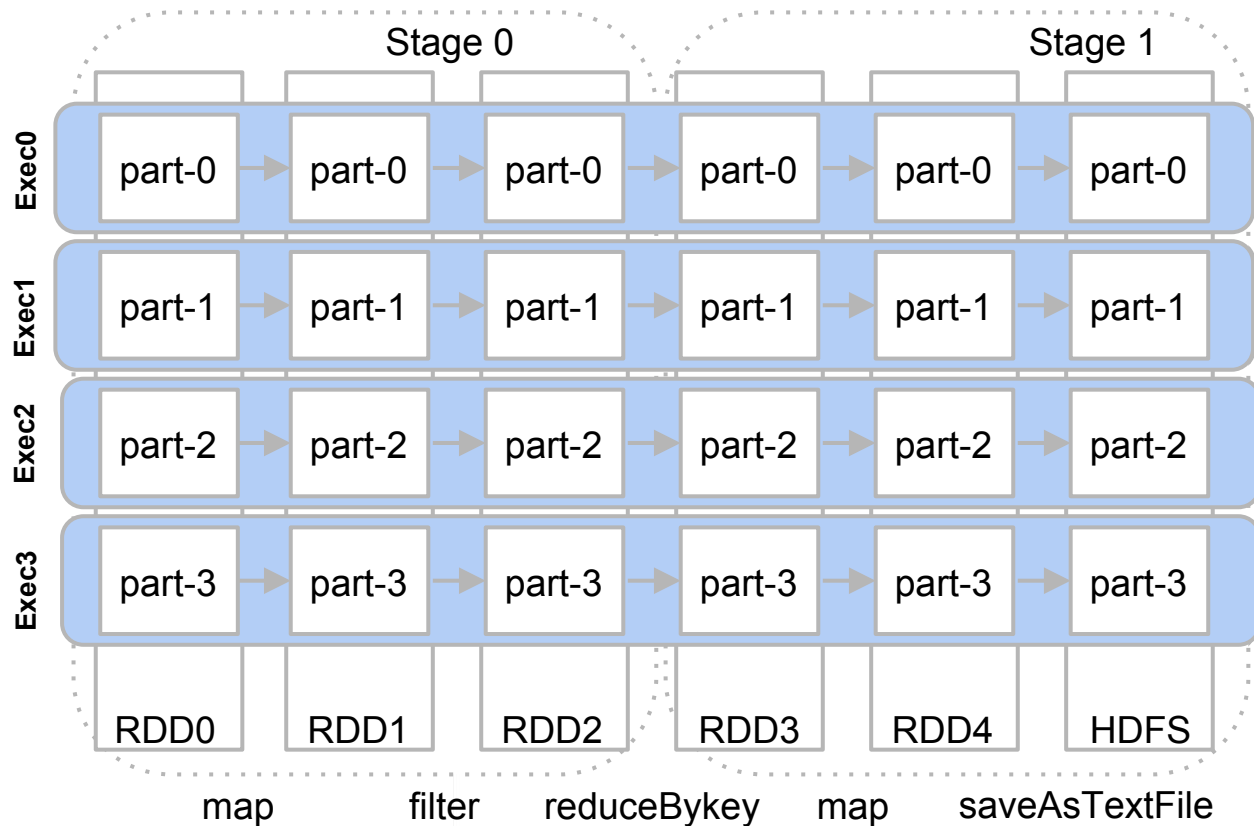 Stage 0 Stage 1
Exec0 part-0 part-0 part-0 part-0 part-0 part-0
Exec1 part-1 part-1 part-1 part-1 part-1 part-1
Exec2 part-2 part-2 part-2 part-2 part-2 part-2
Exec3 part-3 part-3 part-3 part-3 part-3 part-3
RDD0 RDD1 RDD2 RDD3 RDD4 HDFS
map filter reduceBykey map saveAsTextFile